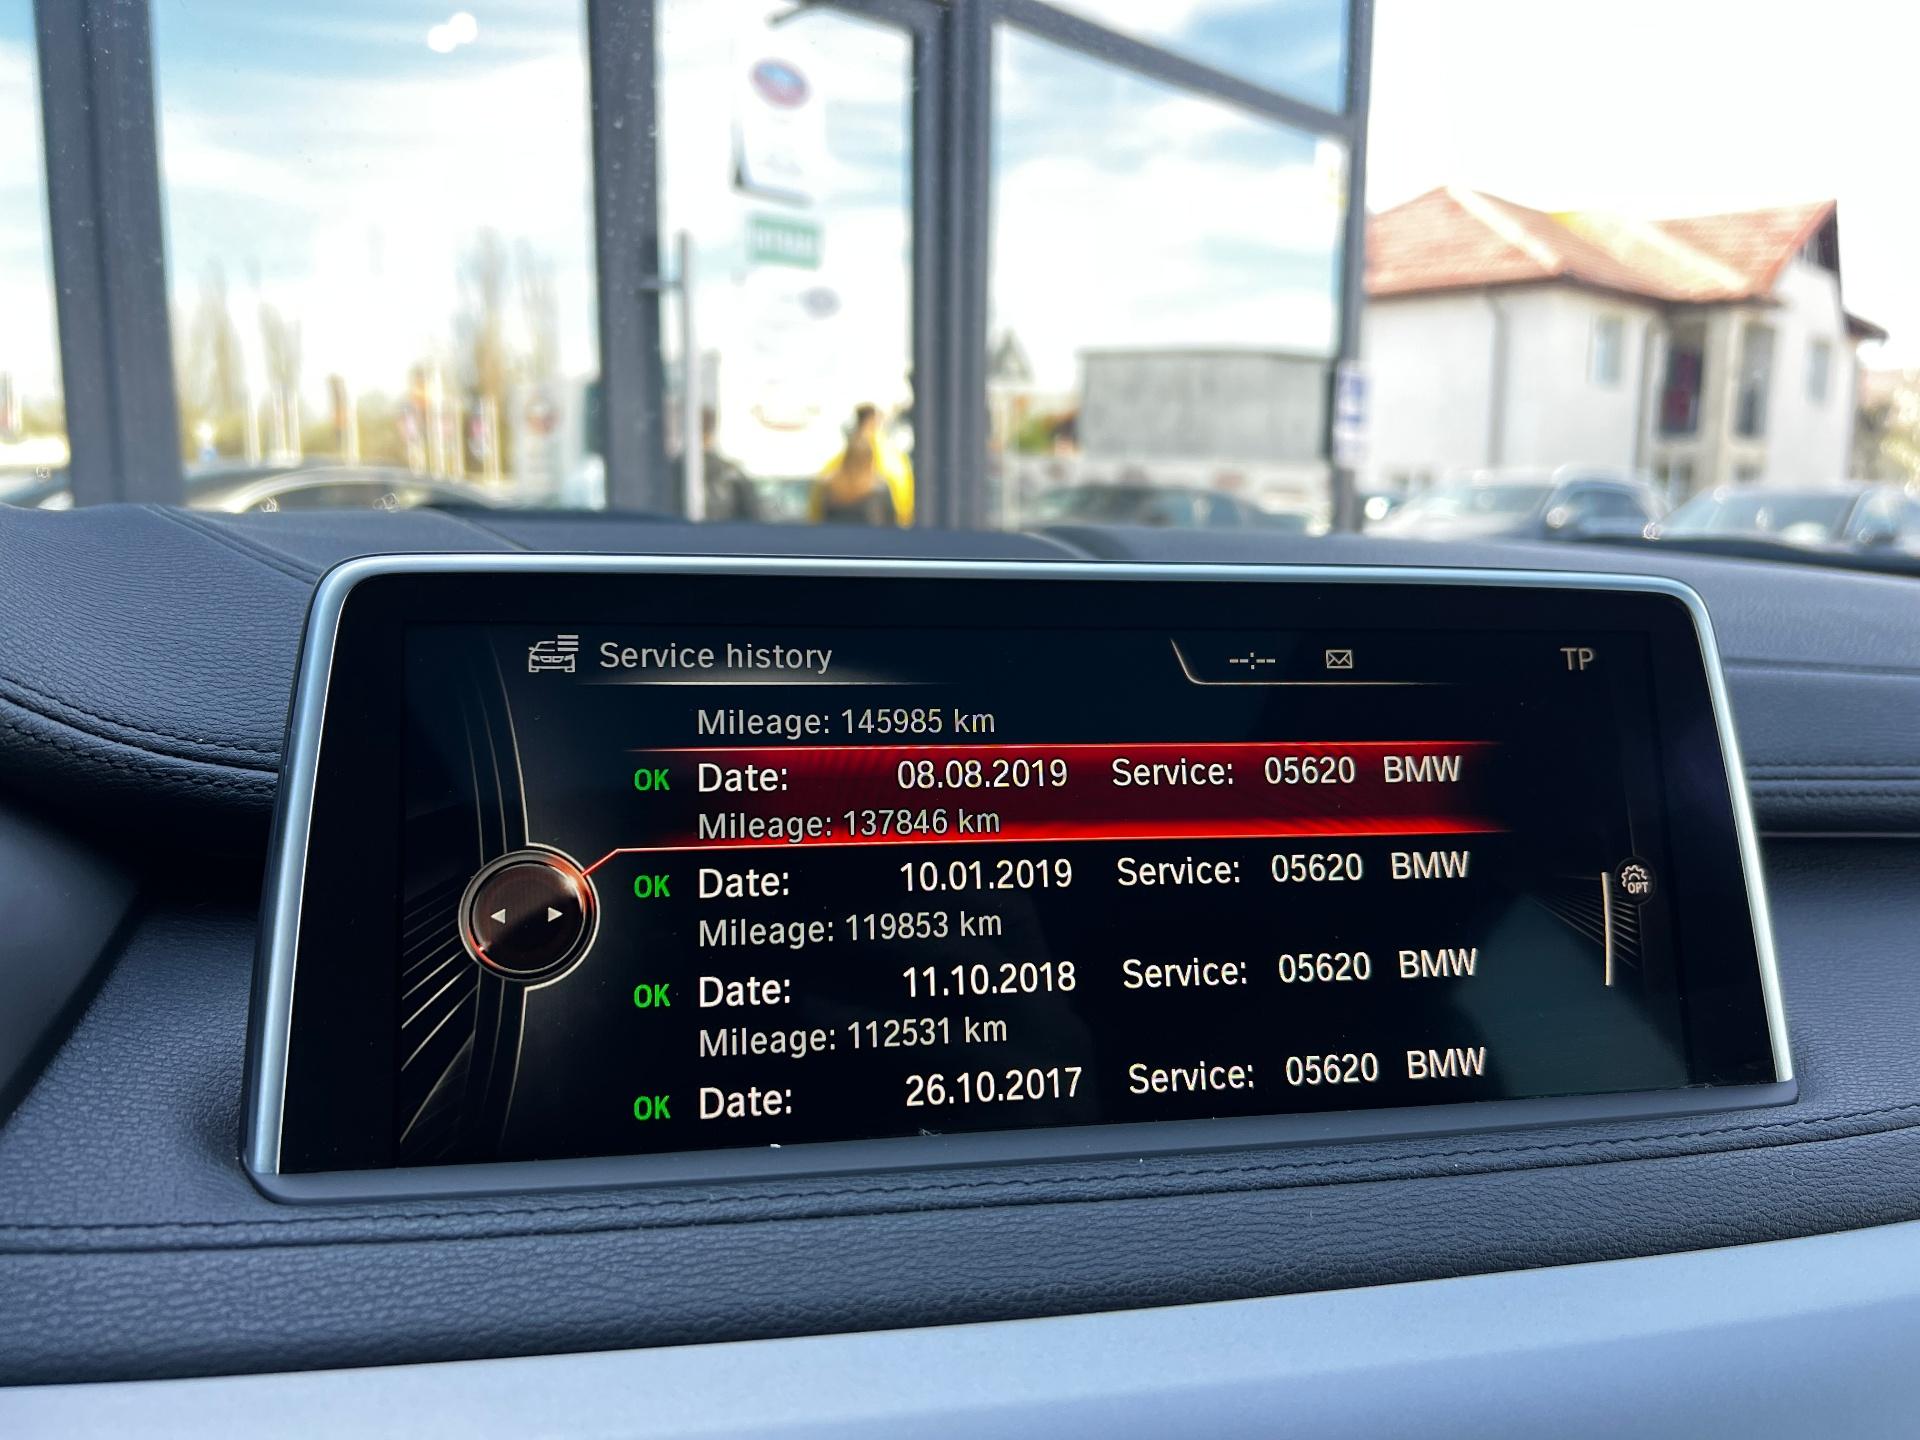 Service history --:-- TP
Mileage: 145985 km
OK Date: 08.08.2019 Service: 05620 BMW
Mileage: 137846 km
OK Date: 10.01.2019 Service: 05620 BMW
Mileage: 119853 km
OPT
OK Date: 11.10.2018 Service: 05620 BMW
Mileage: 112531 km
OK Date: 26.10.2017 Service: 05620 BMW